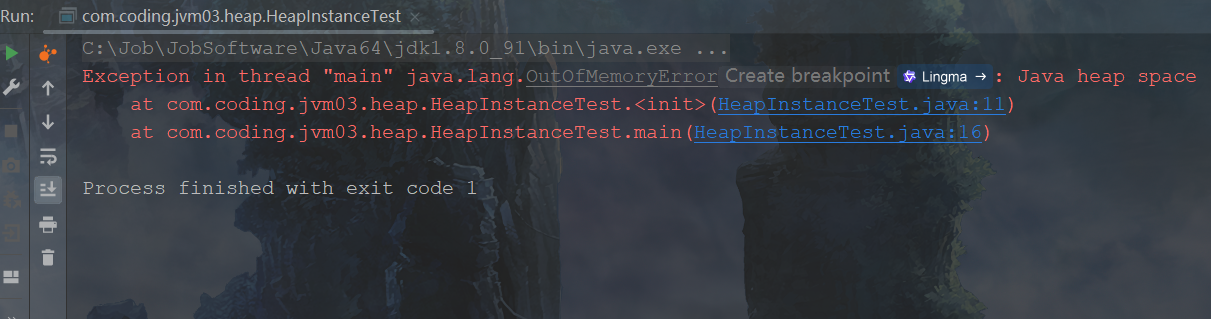 Run: com.coding.jvm03.heap.HeapInstanceTest ×
C:\Job\JobSoftware\Java64\jdk1.8.0_91\bin\java.exe ...
Exception in thread "main" java.lang.OutOfMemoryError Create breakpoint Lingma → : Java heap space
at com.coding.jvm03.heap.HeapInstanceTest.<init>(HeapInstanceTest.java:11)
at com.coding.jvm03.heap.HeapInstanceTest.main(HeapInstanceTest.java:16)
Process finished with exit code 1